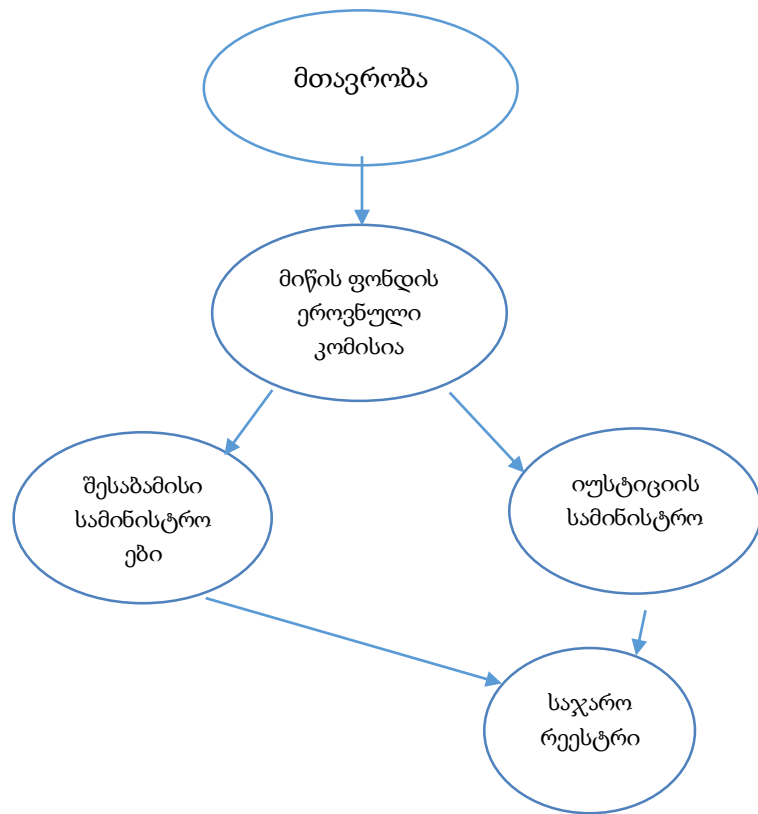 მთავრობა
მიწის ფონდის
ეროვნული
კომისია
შესაბამისი
სამინისტრო
ები
იუსტიციის
სამინისტრო
საჯარო
რეესტრი